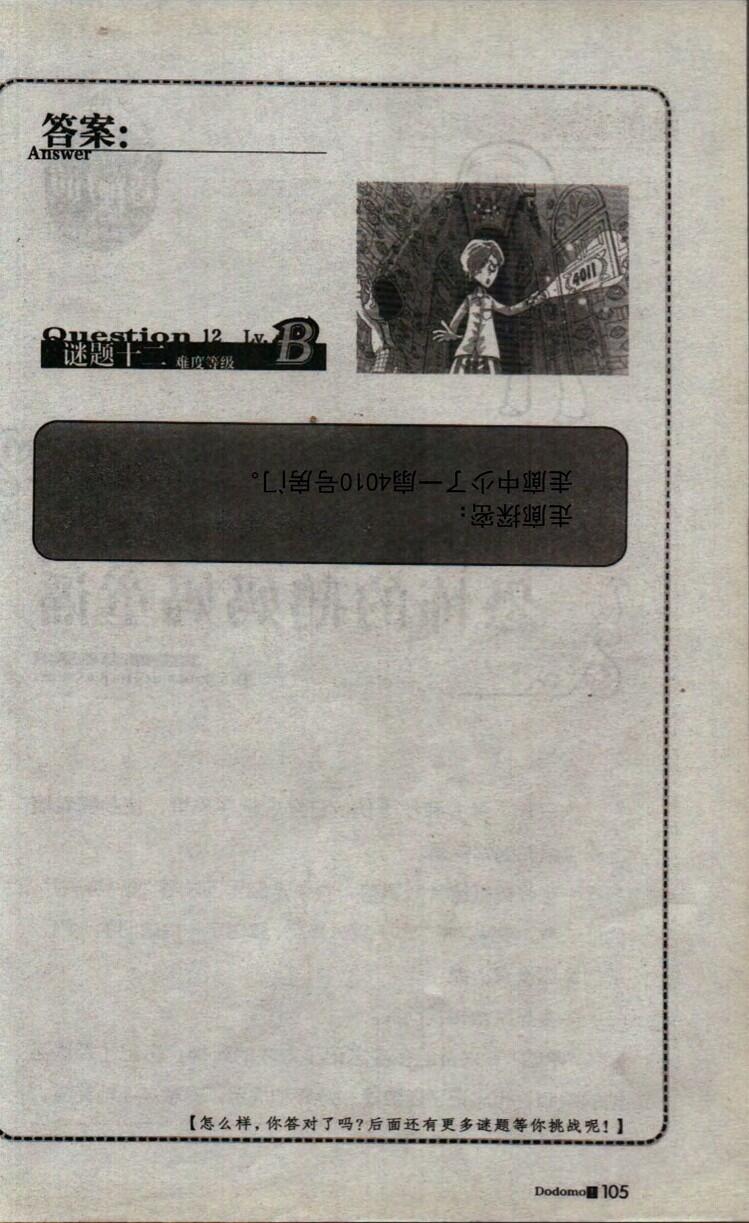 答案:
Answer
4011
Question 12 Lv. B
谜题十二 难度等级
走廊探密：
走廊中少了一扇4010号房门。
【怎么样，你答对了吗？后面还有更多谜题等你挑战呢！】
Dodomo! 105